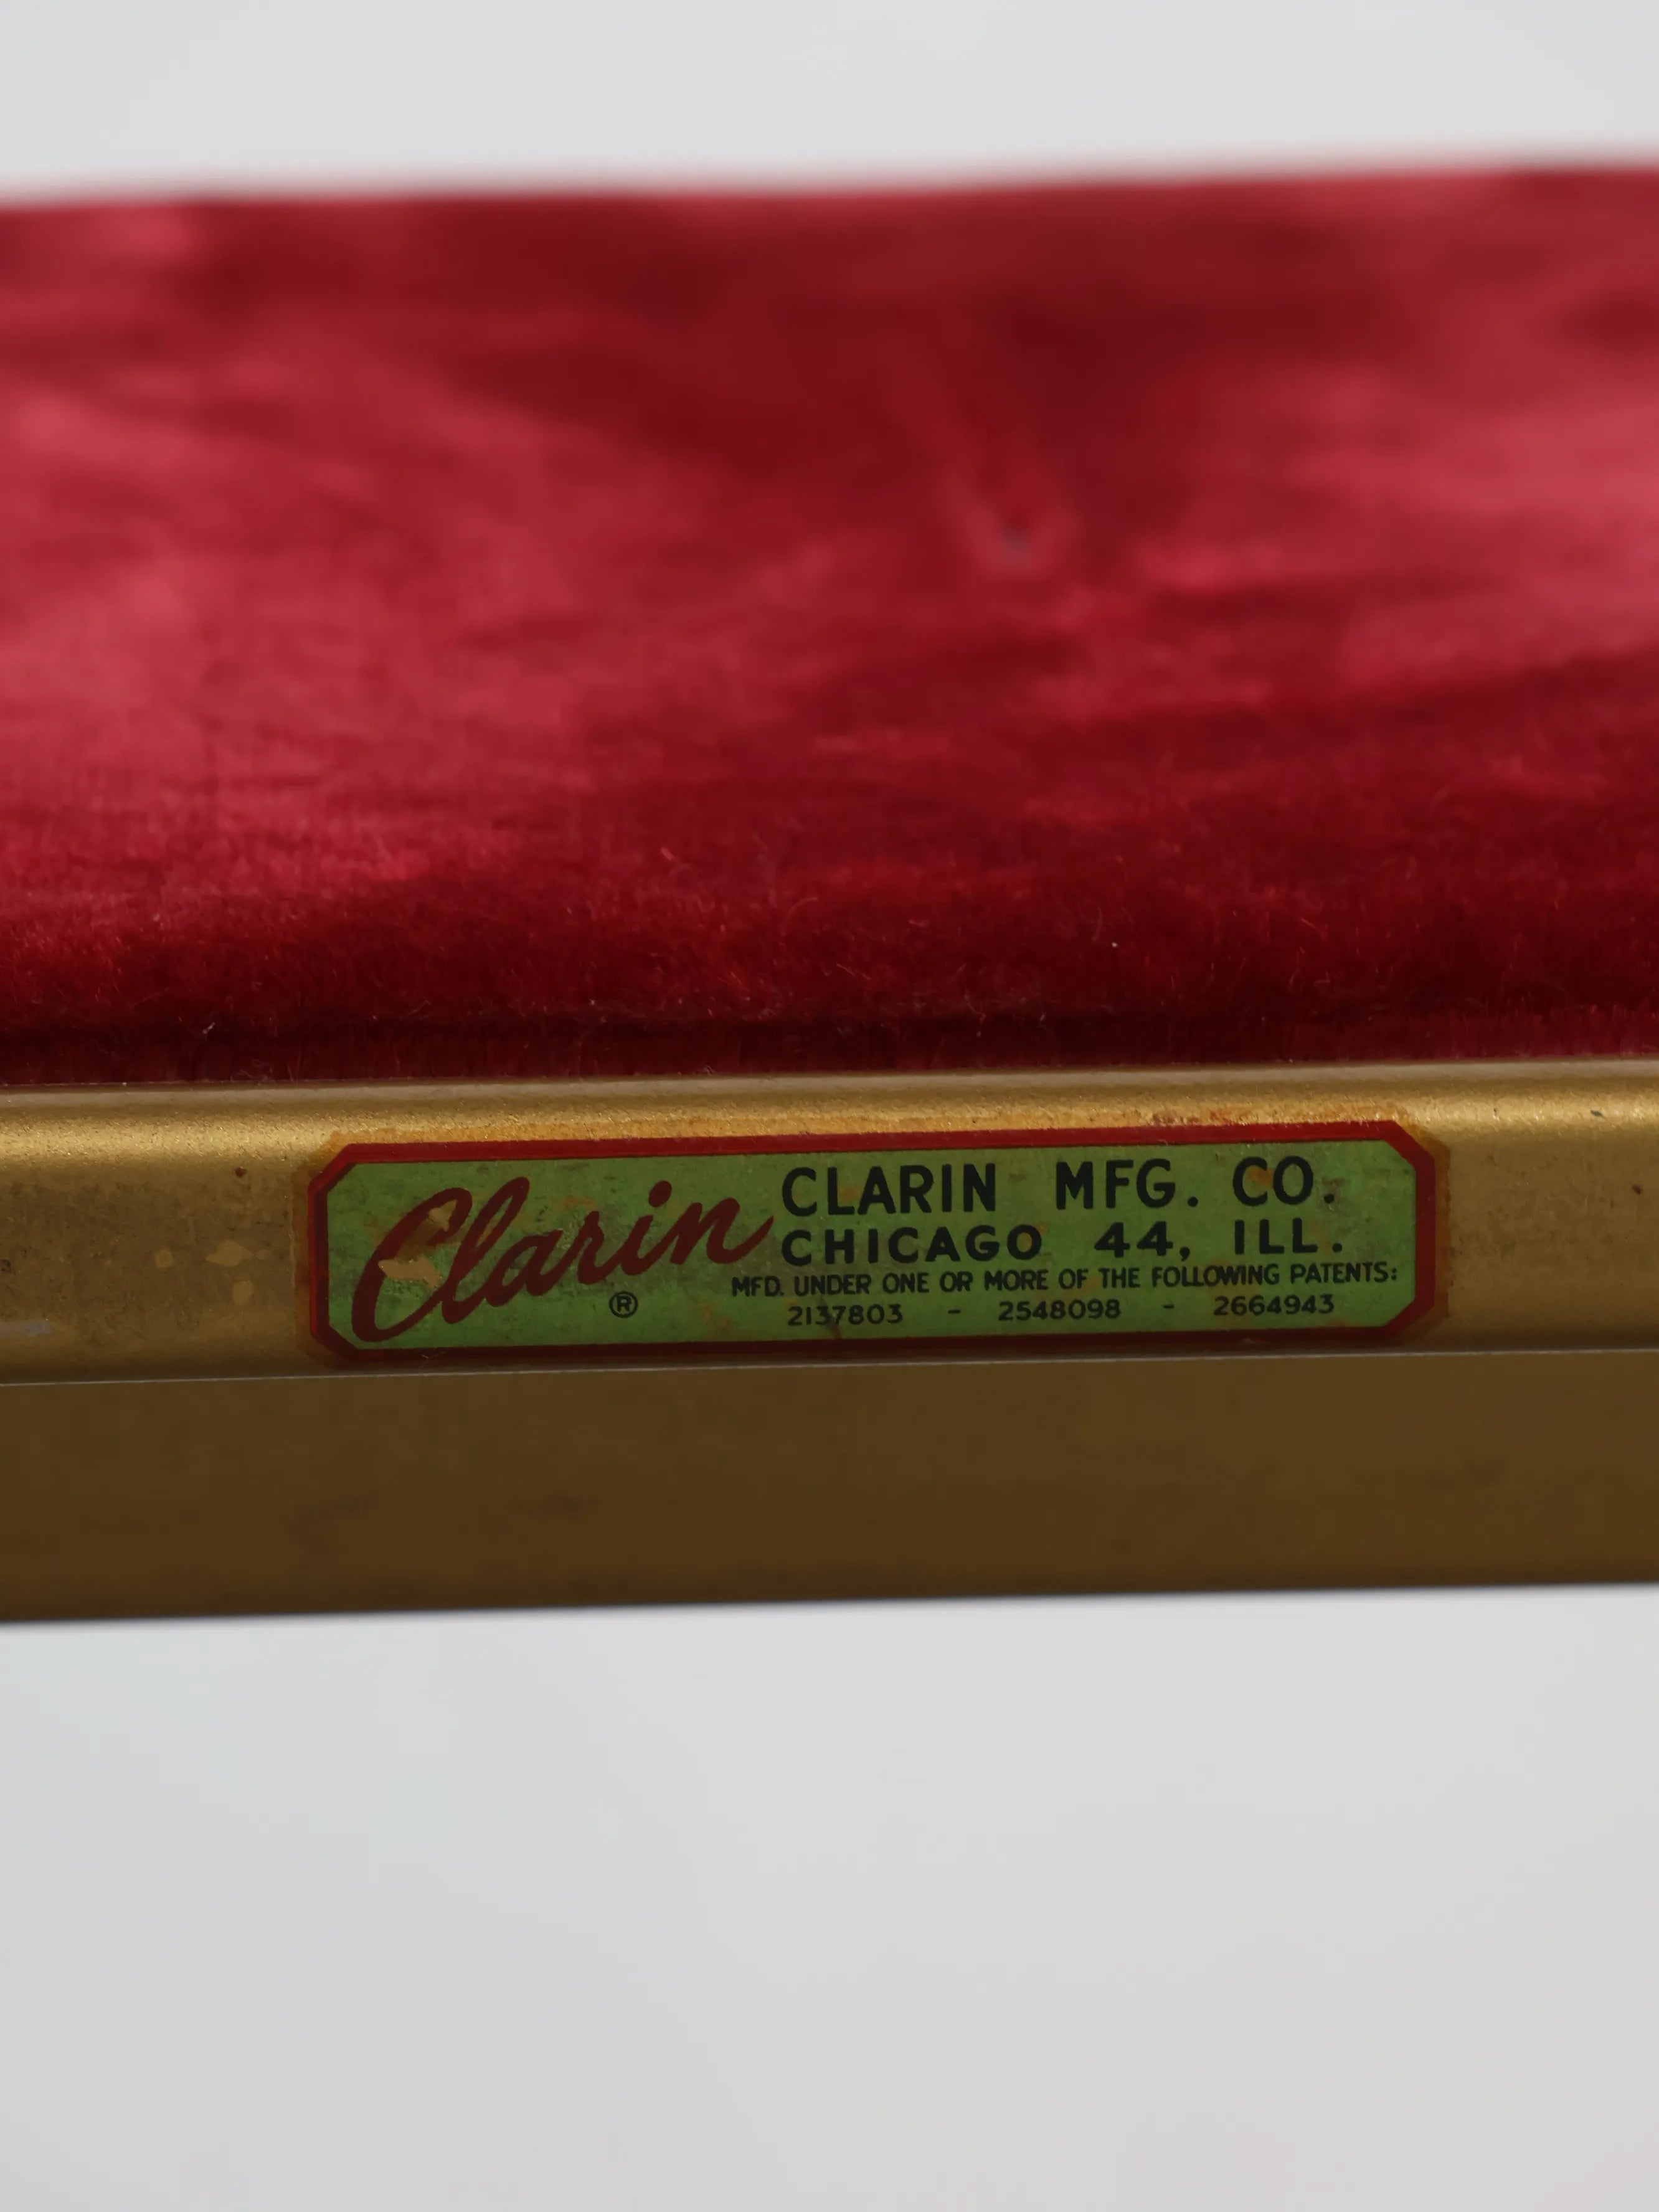 Clarin
®
CLARIN MFG. CO.
CHICAGO 44, ILL.
MFD. UNDER ONE OR MORE OF THE FOLLOWING PATENTS:
2137803 - 2548098 - 2664943